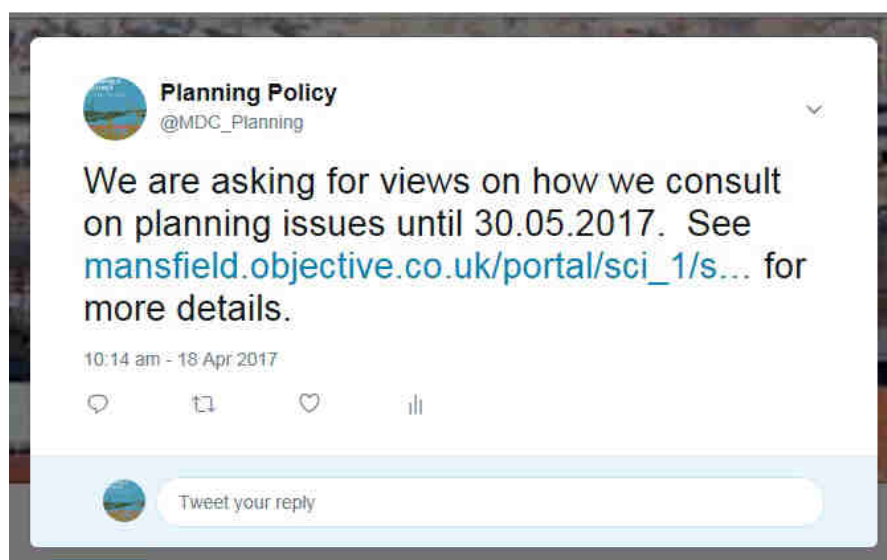 Planning Policy
@MDC_Planning
We are asking for views on how we consult
on planning issues until 30.05.2017.  See
mansfield.objective.co.uk/portal/sci_1/s... for
more details.
10:14 am - 18 Apr 2017
Tweet your reply